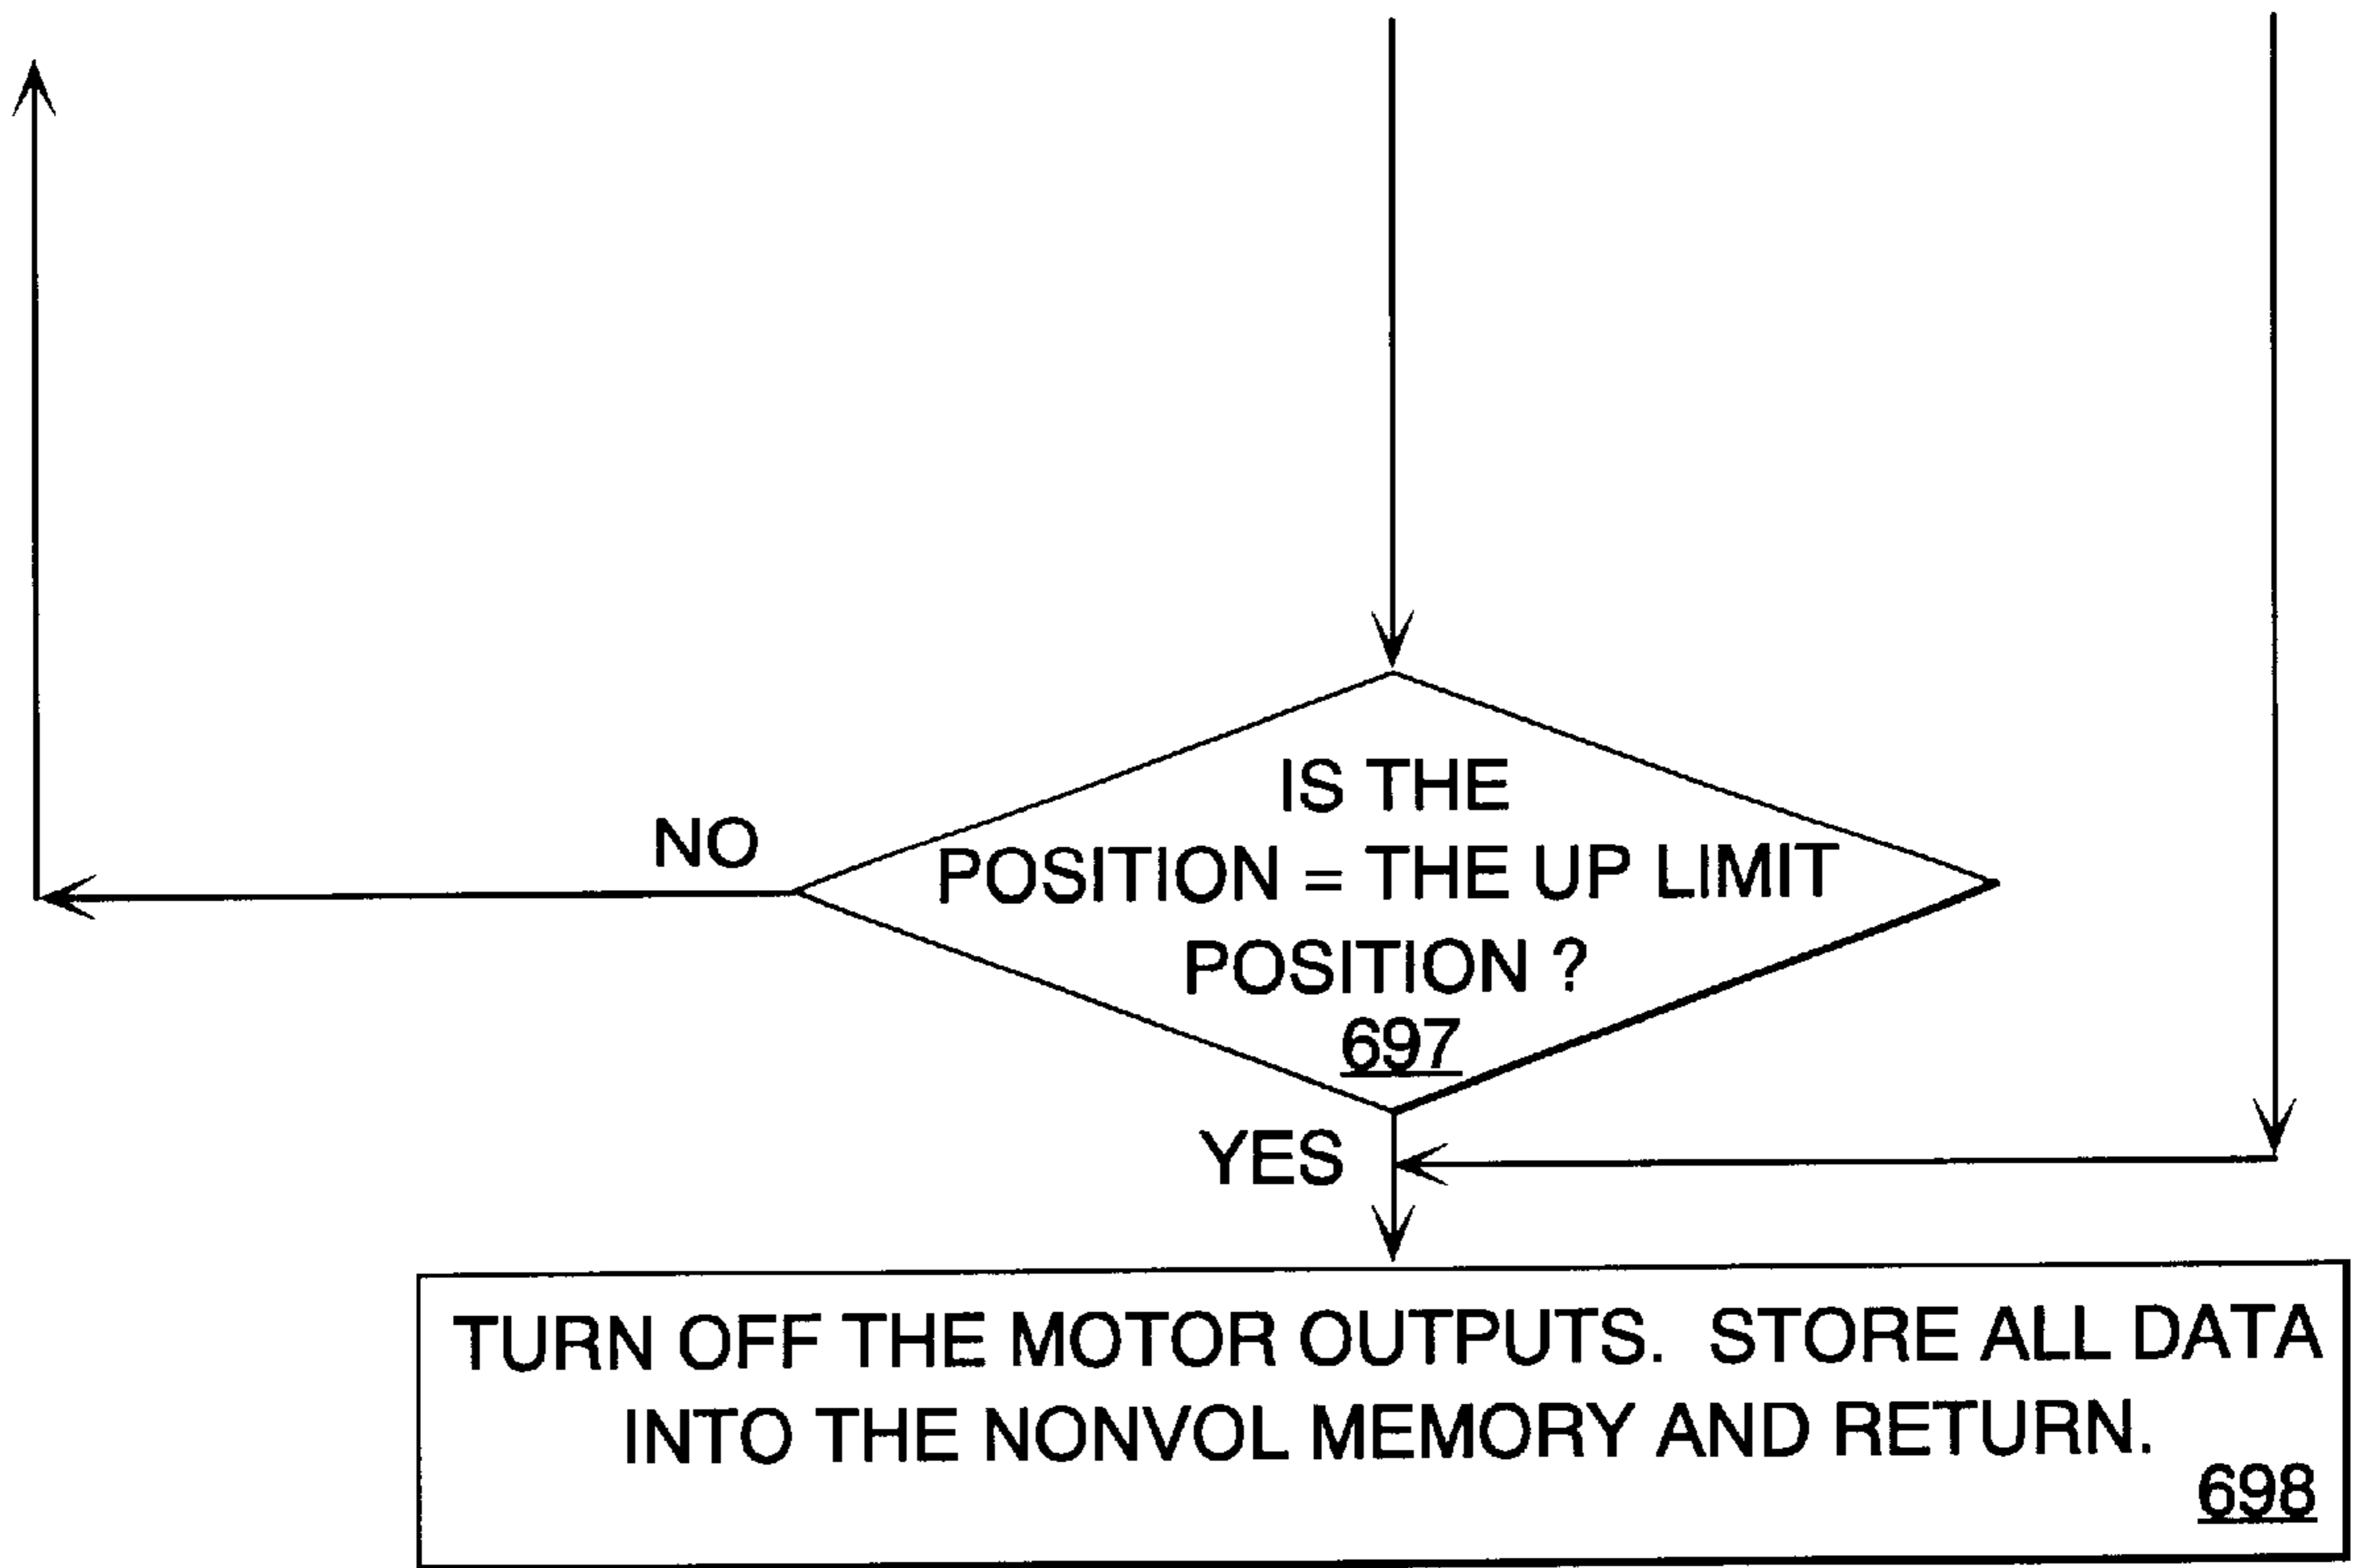 IS THE
NO
POSITION = THE UP LIMIT
POSITION ?
697
YES
TURN OFF THE MOTOR OUTPUTS. STORE ALL DATA
INTO THE NONVOL MEMORY AND RETURN.
698